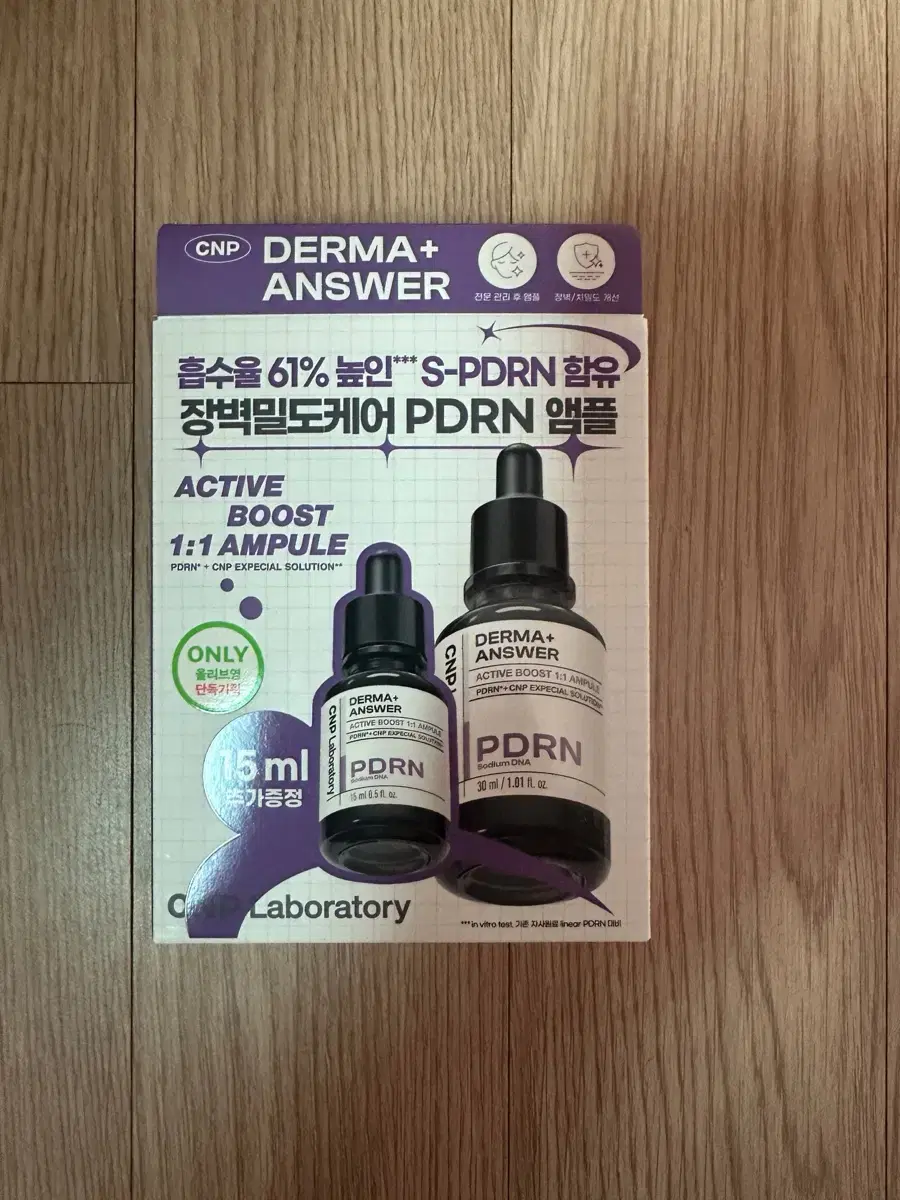 CNP
DERMA+
ANSWER
전문 관리 후 앰플
장벽/치밀도 개선
흡수율 61% 높인*** S-PDRN 함유
장벽밀도케어 PDRN 앰플
ACTIVE
BOOST
1:1 AMPULE
PDRN* + CNP EXPECIAL SOLUTION**
ONLY
올리브영
단독기획
15 ml
추가증정
CNP Laboratory
DERMA+
ANSWER
ACTIVE BOOST 1:1 AMPULE
PDRN*+CNP EXPECIAL SOLUTION**
PDRN
Sodium DNA
15 ml 0.5 fl. oz.
CNP L
DERMA+
ANSWER
ACTIVE BOOST 1:1 AMPULE
PDRN*+CNP EXPECIAL SOLUTION**
PDRN
Sodium DNA
30 ml / 1.01 fl. oz.
CNP Laboratory
***in vitro test, 기존 자사원료 linear PDRN 대비